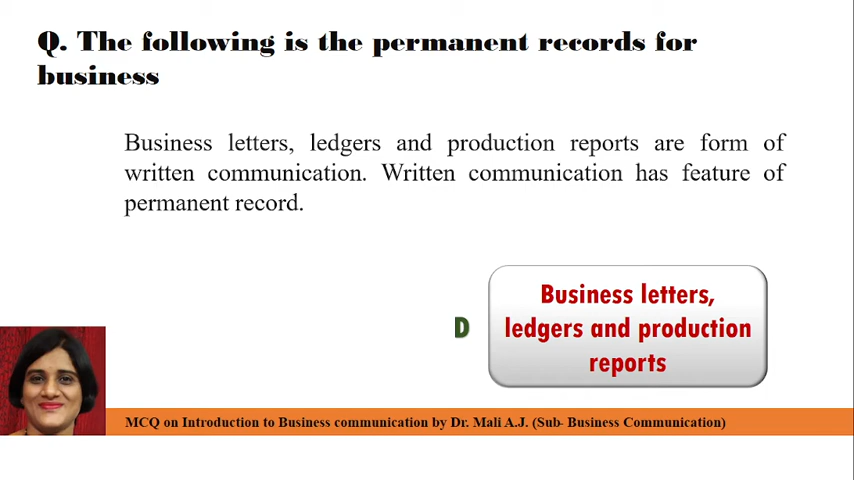 Q. The following is the permanent records for
business
Business letters, ledgers and production reports are form of
written communication. Written communication has feature of
permanent record.
D
Business letters,
ledgers and production
reports
MCQ on Introduction to Business communication by Dr. Mali A.J. (Sub- Business Communication)